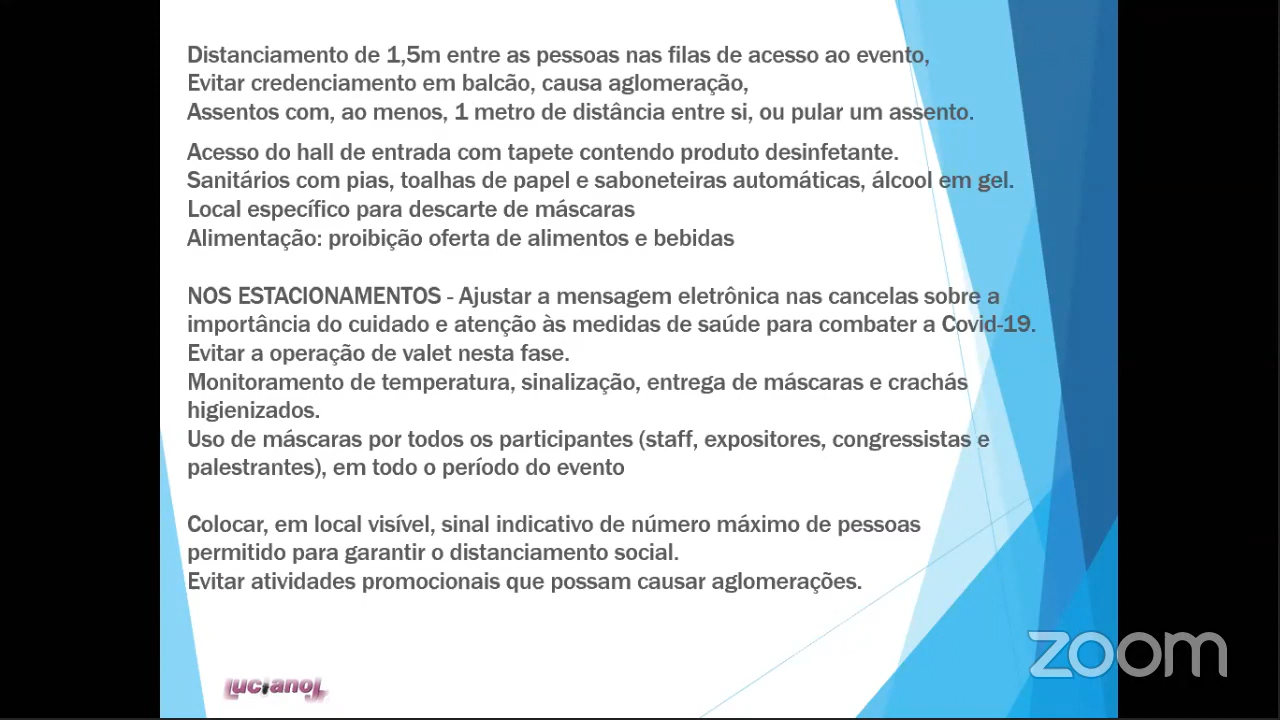 Distanciamento de 1,5m entre as pessoas nas filas de acesso ao evento,
Evitar credenciamento em balcão, causa aglomeração,
Assentos com, ao menos, 1 metro de distância entre si, ou pular um assento.
Acesso do hall de entrada com tapete contendo produto desinfetante.
Sanitários com pias, toalhas de papel e saboneteiras automáticas, álcool em gel.
Local específico para descarte de máscaras
Alimentação: proibição oferta de alimentos e bebidas
NOS ESTACIONAMENTOS - Ajustar a mensagem eletrônica nas cancelas sobre a
importância do cuidado e atenção às medidas de saúde para combater a Covid-19.
Evitar a operação de valet nesta fase.
Monitoramento de temperatura, sinalização, entrega de máscaras e crachás
higienizados.
Uso de máscaras por todos os participantes (staff, expositores, congressistas e
palestrantes), em todo o período do evento
Colocar, em local visível, sinal indicativo de número máximo de pessoas
permitido para garantir o distanciamento social.
Evitar atividades promocionais que possam causar aglomerações.
zoom
LucianoJr